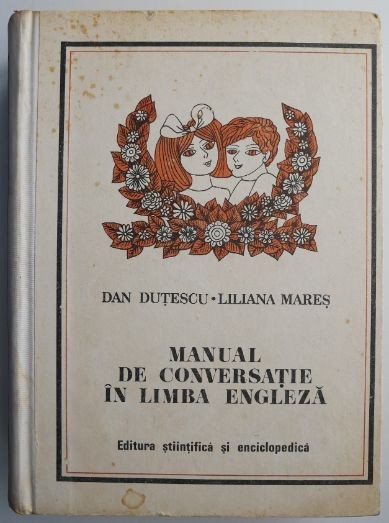 DAN DUȚESCU • LILIANA MAREȘ
MANUAL
DE CONVERSAȚIE
ÎN LIMBA ENGLEZĂ
Editura științifică și enciclopedică